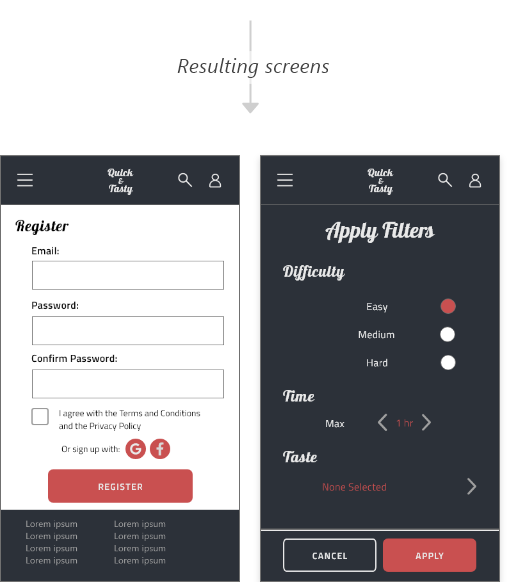 Resulting screens
Quick
&
Tasty
Register
Email:
Password:
Confirm Password:
I agree with the Terms and Conditions
and the Privacy Policy
Or sign up with: G f
REGISTER
Lorem ipsum Lorem ipsum
Lorem ipsum Lorem ipsum
Lorem ipsum Lorem ipsum
Lorem ipsum Lorem ipsum
Quick
&
Tasty
Apply Filters
Difficulty
Easy
Medium
Hard
Time
Max 1 hr
Taste
None Selected
CANCEL APPLY